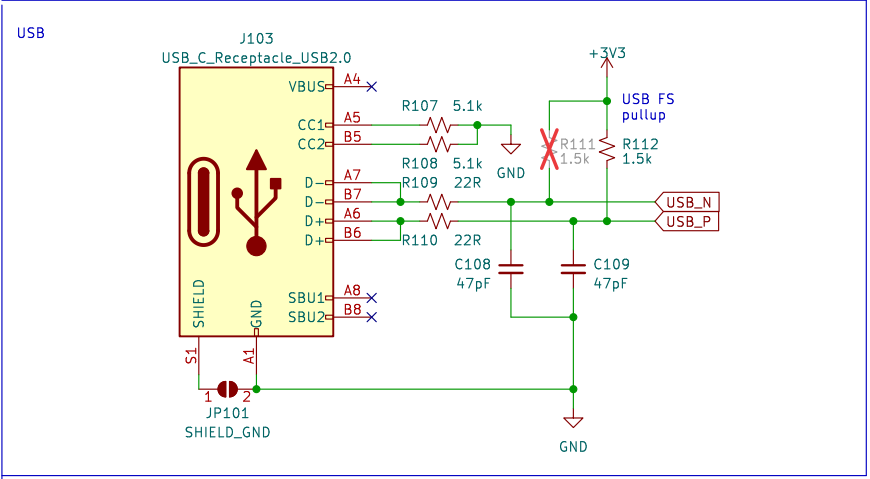 USB
J103
USB_C_Receptacle_USB2.0
+3V3
VBUS A4
R107 5.1k
USB FS
pullup
CC1 A5
CC2 B5
R111
1.5k
R112
1.5k
R108 5.1k
GND
D- A7
R109 22R
D- B7
USB_N
D+ A6
USB_P
D+ B6
R110 22R
C108
47pF
C109
47pF
SBU1 A8
SBU2 B8
SHIELD
GND
S1
A1
1 2
JP101
SHIELD_GND
GND